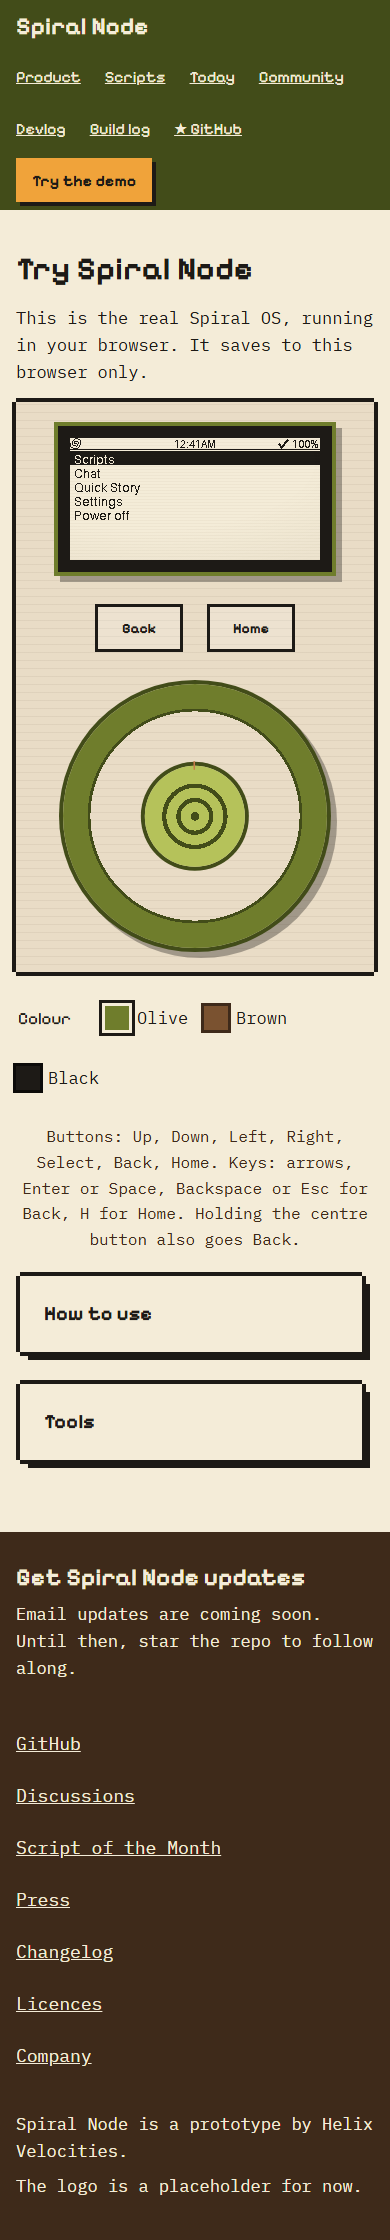 Spiral Node
Product Scripts Today Community
Devlog Build log ★ GitHub
Try the demo
Try Spiral Node
This is the real Spiral OS, running
in your browser. It saves to this
browser only.
12:41AM 100%
Scripts
Chat
Quick Story
Settings
Power off
Back Home
Colour Olive Brown
Black
Buttons: Up, Down, Left, Right,
Select, Back, Home. Keys: arrows,
Enter or Space, Backspace or Esc for
Back, H for Home. Holding the centre
button also goes Back.
How to use
Tools
Get Spiral Node updates
Email updates are coming soon.
Until then, star the repo to follow
along.
GitHub
Discussions
Script of the Month
Press
Changelog
Licences
Company
Spiral Node is a prototype by Helix
Velocities.
The logo is a placeholder for now.